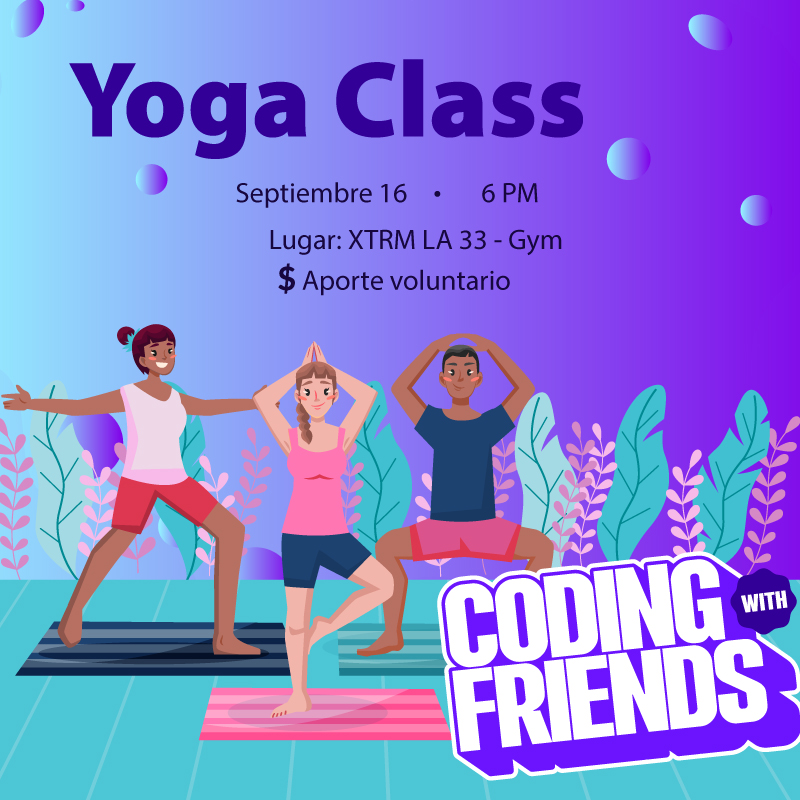 Yoga Class
Septiembre 16 • 6 PM
Lugar: XTRM LA 33 - Gym
$ Aporte voluntario
CODING WITH
FRIENDS